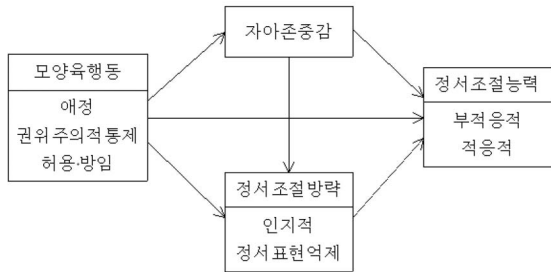 자아존중감
모양육행동
애정
권위주의적통제
허용·방임
정서조절능력
부적응적
적응적
정서조절방략
인지적
정서표현억제